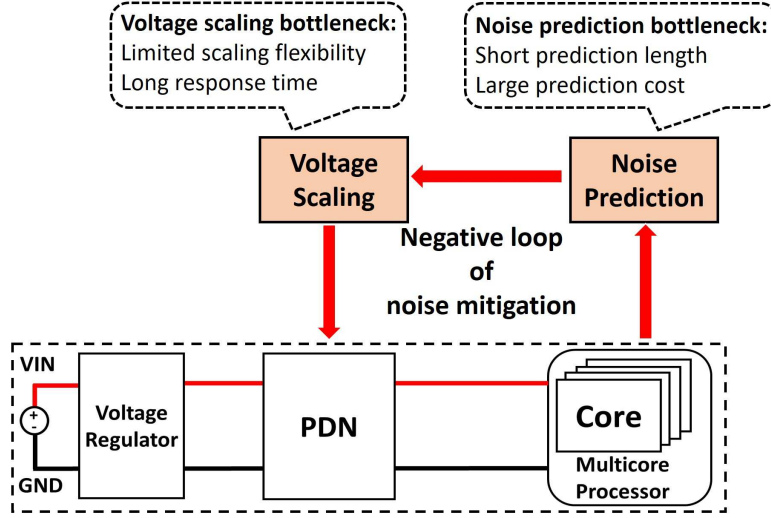 Voltage scaling bottleneck:
Limited scaling flexibility
Long response time
Noise prediction bottleneck:
Short prediction length
Large prediction cost
Voltage
Scaling
Noise
Prediction
Negative loop
of
noise mitigation
VIN
+
-
GND
Voltage
Regulator
PDN
Core
Multicore
Processor